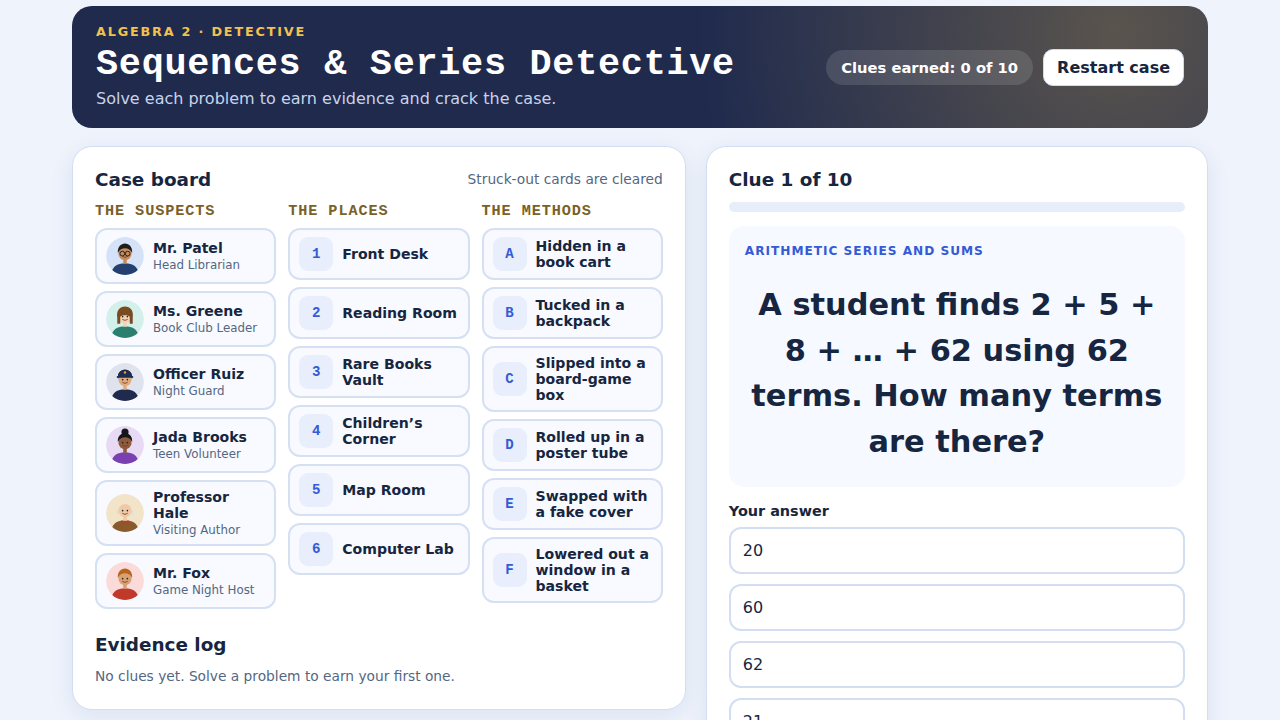 ALGEBRA 2 · DETECTIVE
Sequences & Series Detective
Solve each problem to earn evidence and crack the case.
Clues earned: 0 of 10
Restart case
Case board
Struck-out cards are cleared
THE SUSPECTS
Mr. Patel
Head Librarian
Ms. Greene
Book Club Leader
Officer Ruiz
Night Guard
Jada Brooks
Teen Volunteer
Professor
Hale
Visiting Author
Mr. Fox
Game Night Host
THE PLACES
1
Front Desk
2
Reading Room
3
Rare Books
Vault
4
Children’s
Corner
5
Map Room
6
Computer Lab
THE METHODS
A
Hidden in a
book cart
B
Tucked in a
backpack
C
Slipped into a
board-game
box
D
Rolled up in a
poster tube
E
Swapped with
a fake cover
F
Lowered out a
window in a
basket
Evidence log
No clues yet. Solve a problem to earn your first one.
Clue 1 of 10
ARITHMETIC SERIES AND SUMS
A student finds 2 + 5 +
8 + … + 62 using 62
terms. How many terms
are there?
Your answer
20
60
62
21